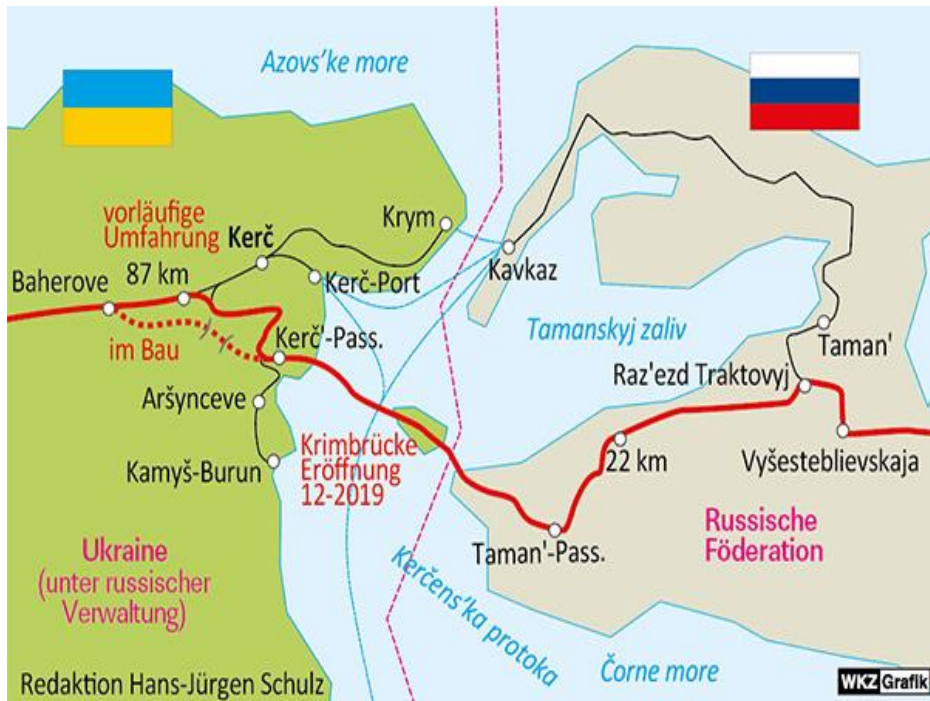 Azovs'ke more
vorläufige
Umfahrung
Kerč
Krym
Baherove
87 km
Kerč-Port
Kavkaz
im Bau
Kerč'-Pass.
Tamanskyj zaliv
Taman'
Aršynceve
Raz'ezd Traktovyj
Kamyš-Burun
Krimbrücke
Eröffnung
12-2019
22 km
Vyšesteblievskaja
Taman'-Pass.
Russische
Föderation
Ukraine
(unter russischer
Verwaltung)
Kerčens'ka protoka
Čorne more
Redaktion Hans-Jürgen Schulz
WKZ Grafik